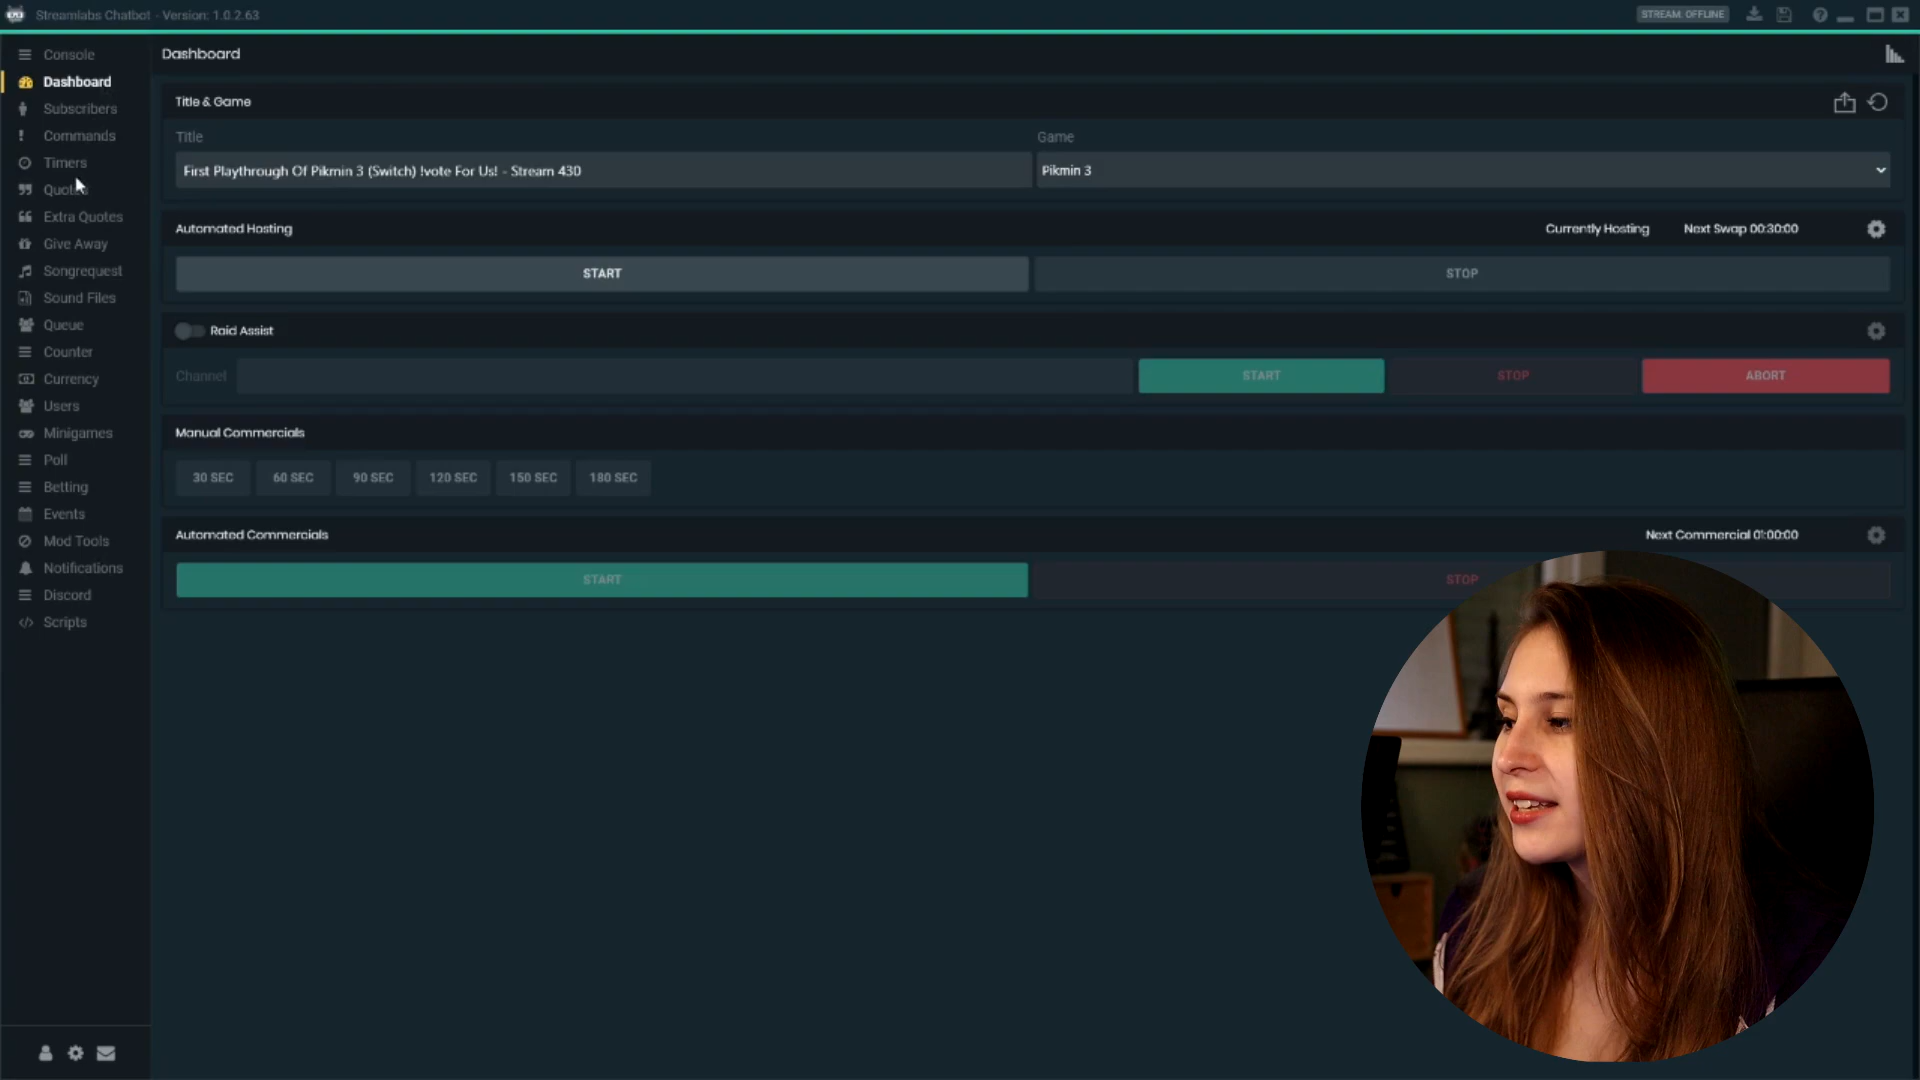 Streamlabs Chatbot - Version: 1.0.2.63
STREAM: OFFLINE
Console
Dashboard
Subscribers
Commands
Timers
Quotes
Extra Quotes
Give Away
Songrequest
Sound Files
Queue
Counter
Currency
Users
Minigames
Poll
Betting
Events
Mod Tools
Notifications
Discord
Scripts
Dashboard
Title & Game
Title
Game
First Playthrough Of Pikmin 3 (Switch) !vote For Us! - Stream 430
Pikmin 3
Automated Hosting
Currently Hosting
Next Swap 00:30:00
START
STOP
Raid Assist
Channel
START
STOP
ABORT
Manual Commercials
30 SEC
60 SEC
90 SEC
120 SEC
150 SEC
180 SEC
Automated Commercials
Next Commercial 01:00:00
START
STOP